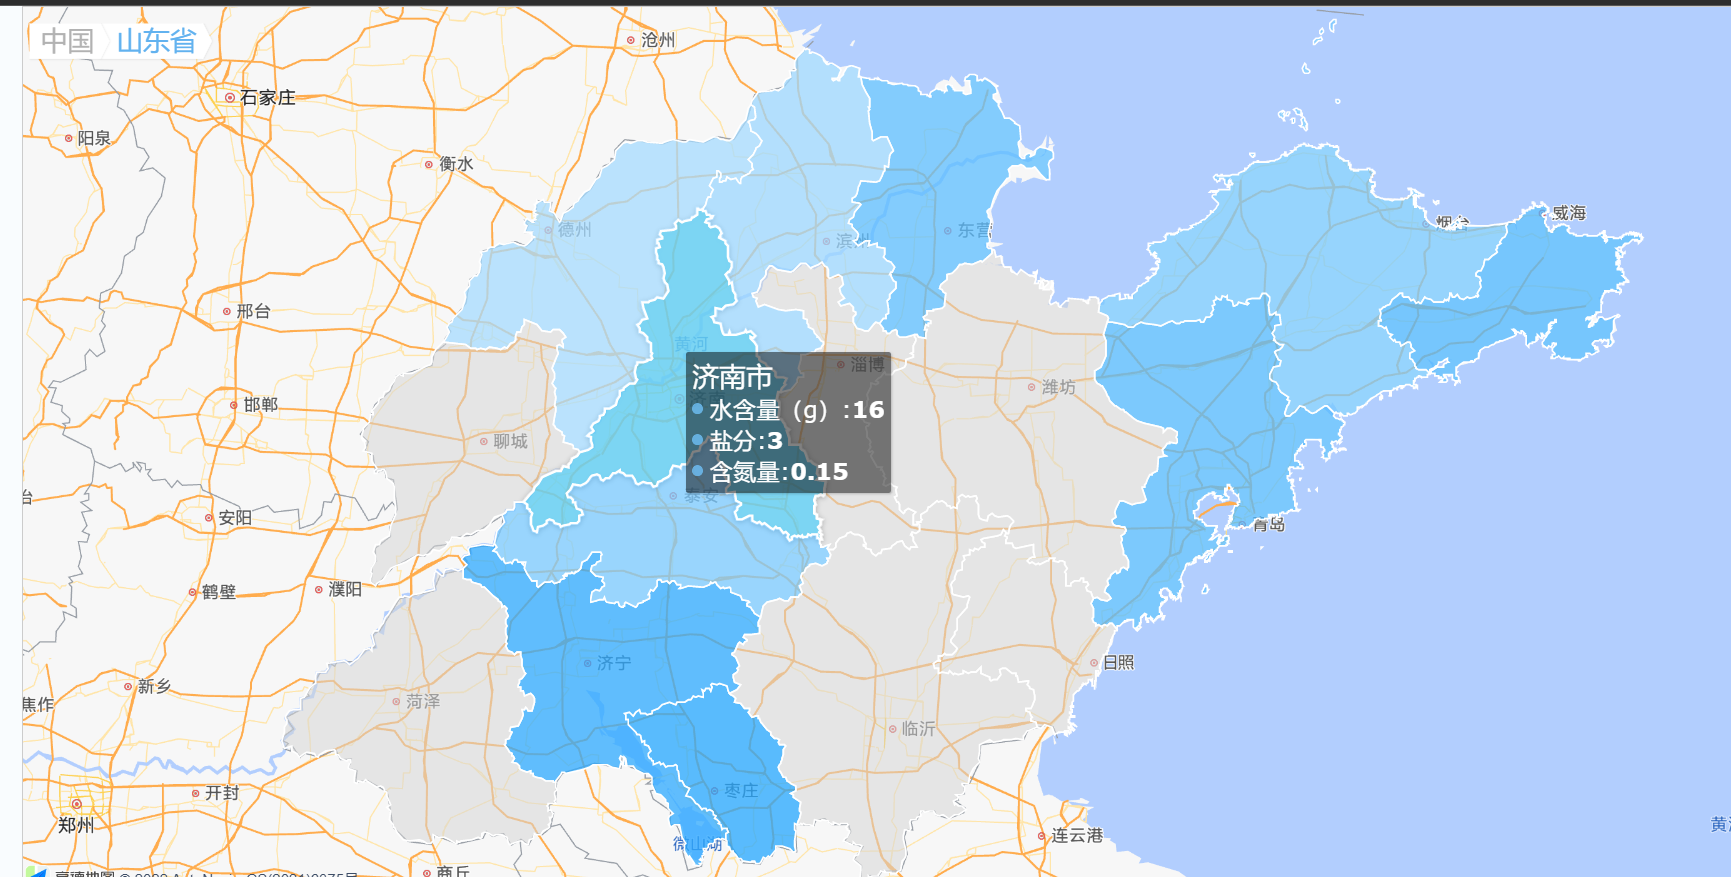 中国 山东省
沧州
石家庄
阳泉
衡水
德州
滨州
东营
烟台
威海
邢台
黄河
济南市
水含量（g）:16
盐分:3
含氮量:0.15
淄博
潍坊
邯郸
聊城
泰安
安阳
青岛
鹤壁
濮阳
济宁
日照
新乡
焦作
菏泽
临沂
开封
枣庄
郑州
微山湖
连云港
商丘
高德地图